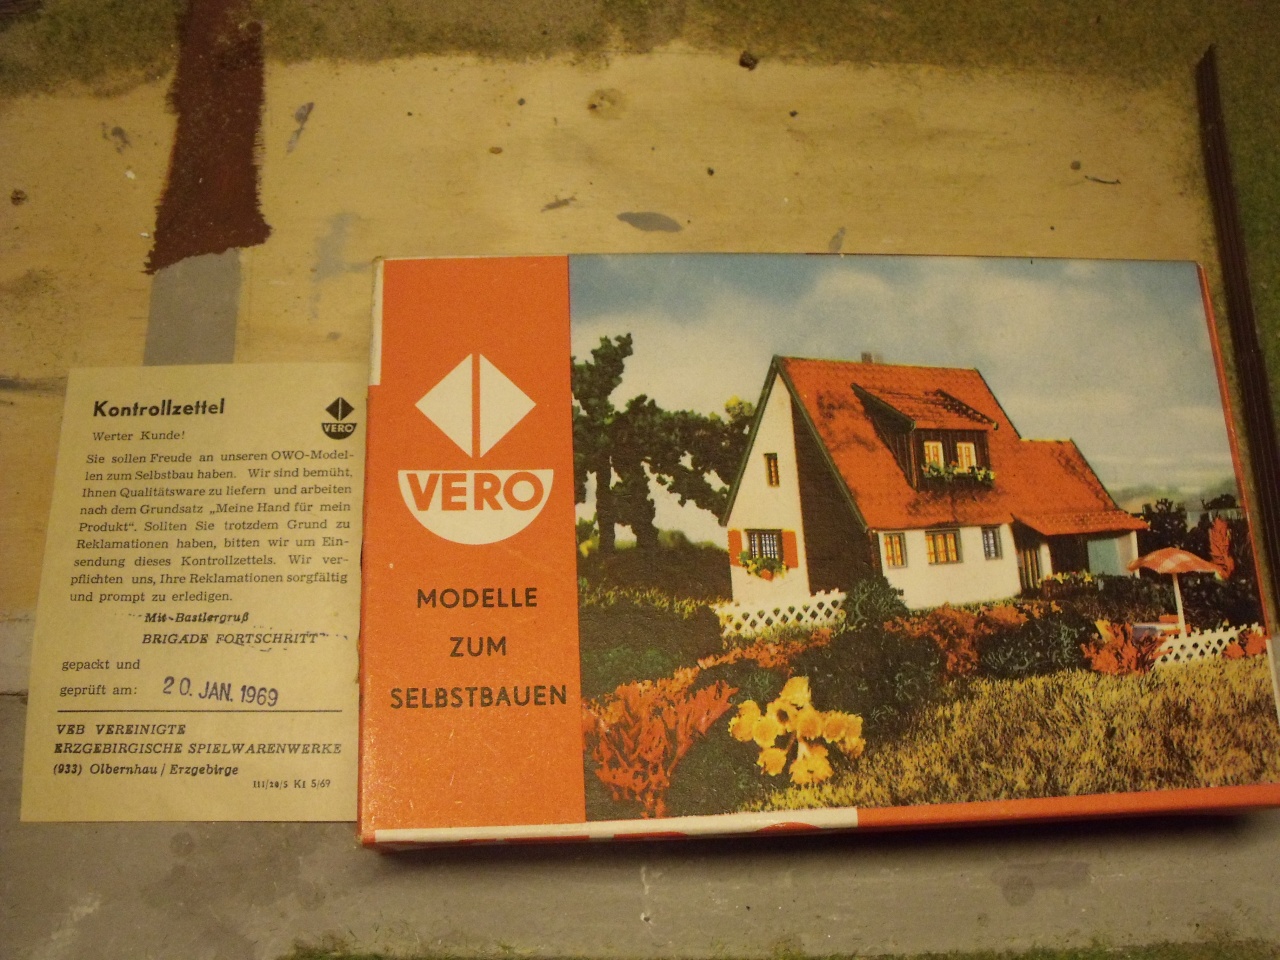 Kontrollzettel
VERO
Werter Kunde!
Sie sollen Freude an unseren OWO-Model-
len zum Selbstbau haben. Wir sind bemüht,
Ihnen Qualitätsware zu liefern und arbeiten
nach dem Grundsatz „Meine Hand für mein
Produkt“. Sollten Sie trotzdem Grund zu
Reklamationen haben, bitten wir um Ein-
sendung dieses Kontrollzettels. Wir ver-
pflichten uns, Ihre Reklamationen sorgfältig
und prompt zu erledigen.
Mit Bastlergruß
BRIGADE FORTSCHRITT
gepackt und
geprüft am: 20. JAN. 1969
VEB VEREINIGTE
ERZGEBIRGISCHE SPIELWARENWERKE
(933) Olbernhau / Erzgebirge
III/28/5 K1 5/69
VERO
MODELLE
ZUM
SELBSTBAUEN